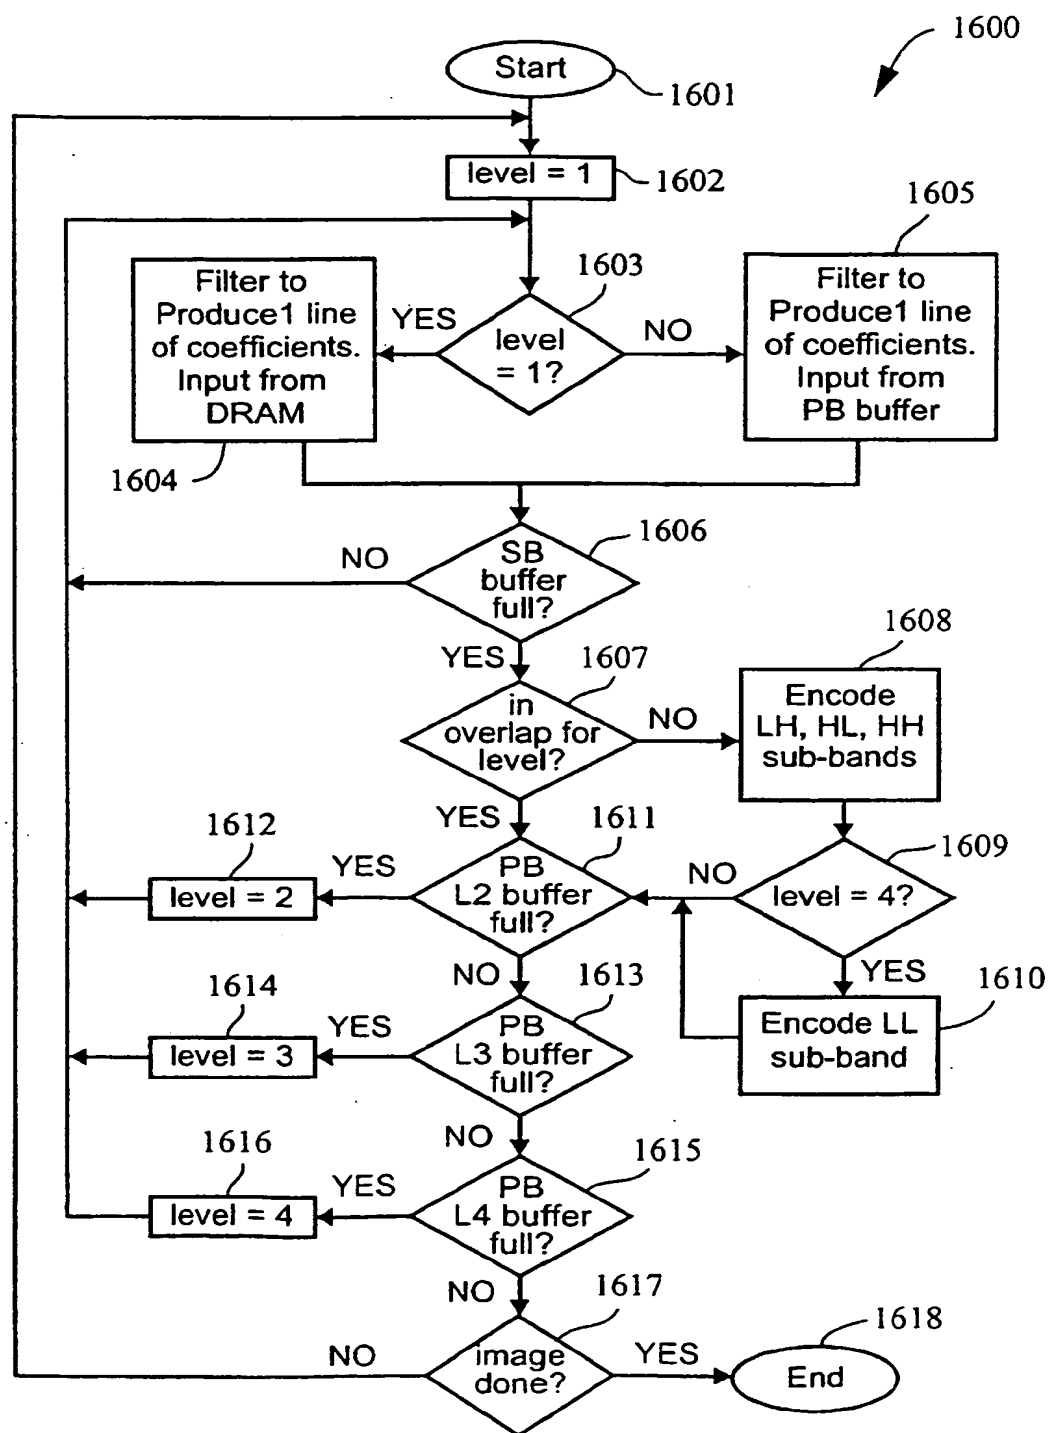 1600
Start
1601
level = 1
1602
1605
Filter to
Produce1 line
of coefficients.
Input from
DRAM
1604
YES
1603
level
= 1?
NO
Filter to
Produce1 line
of coefficients.
Input from
PB buffer
NO
SB
buffer
full?
1606
YES
1607
in
overlap for
level?
NO
1608
Encode
LH, HL, HH
sub-bands
YES
1612
level = 2
YES
1611
PB
L2 buffer
full?
NO
1609
level = 4?
YES
1610
Encode LL
sub-band
NO
1614
level = 3
YES
1613
PB
L3 buffer
full?
NO
1616
level = 4
YES
1615
PB
L4 buffer
full?
NO
1617
NO
image
done?
YES
1618
End